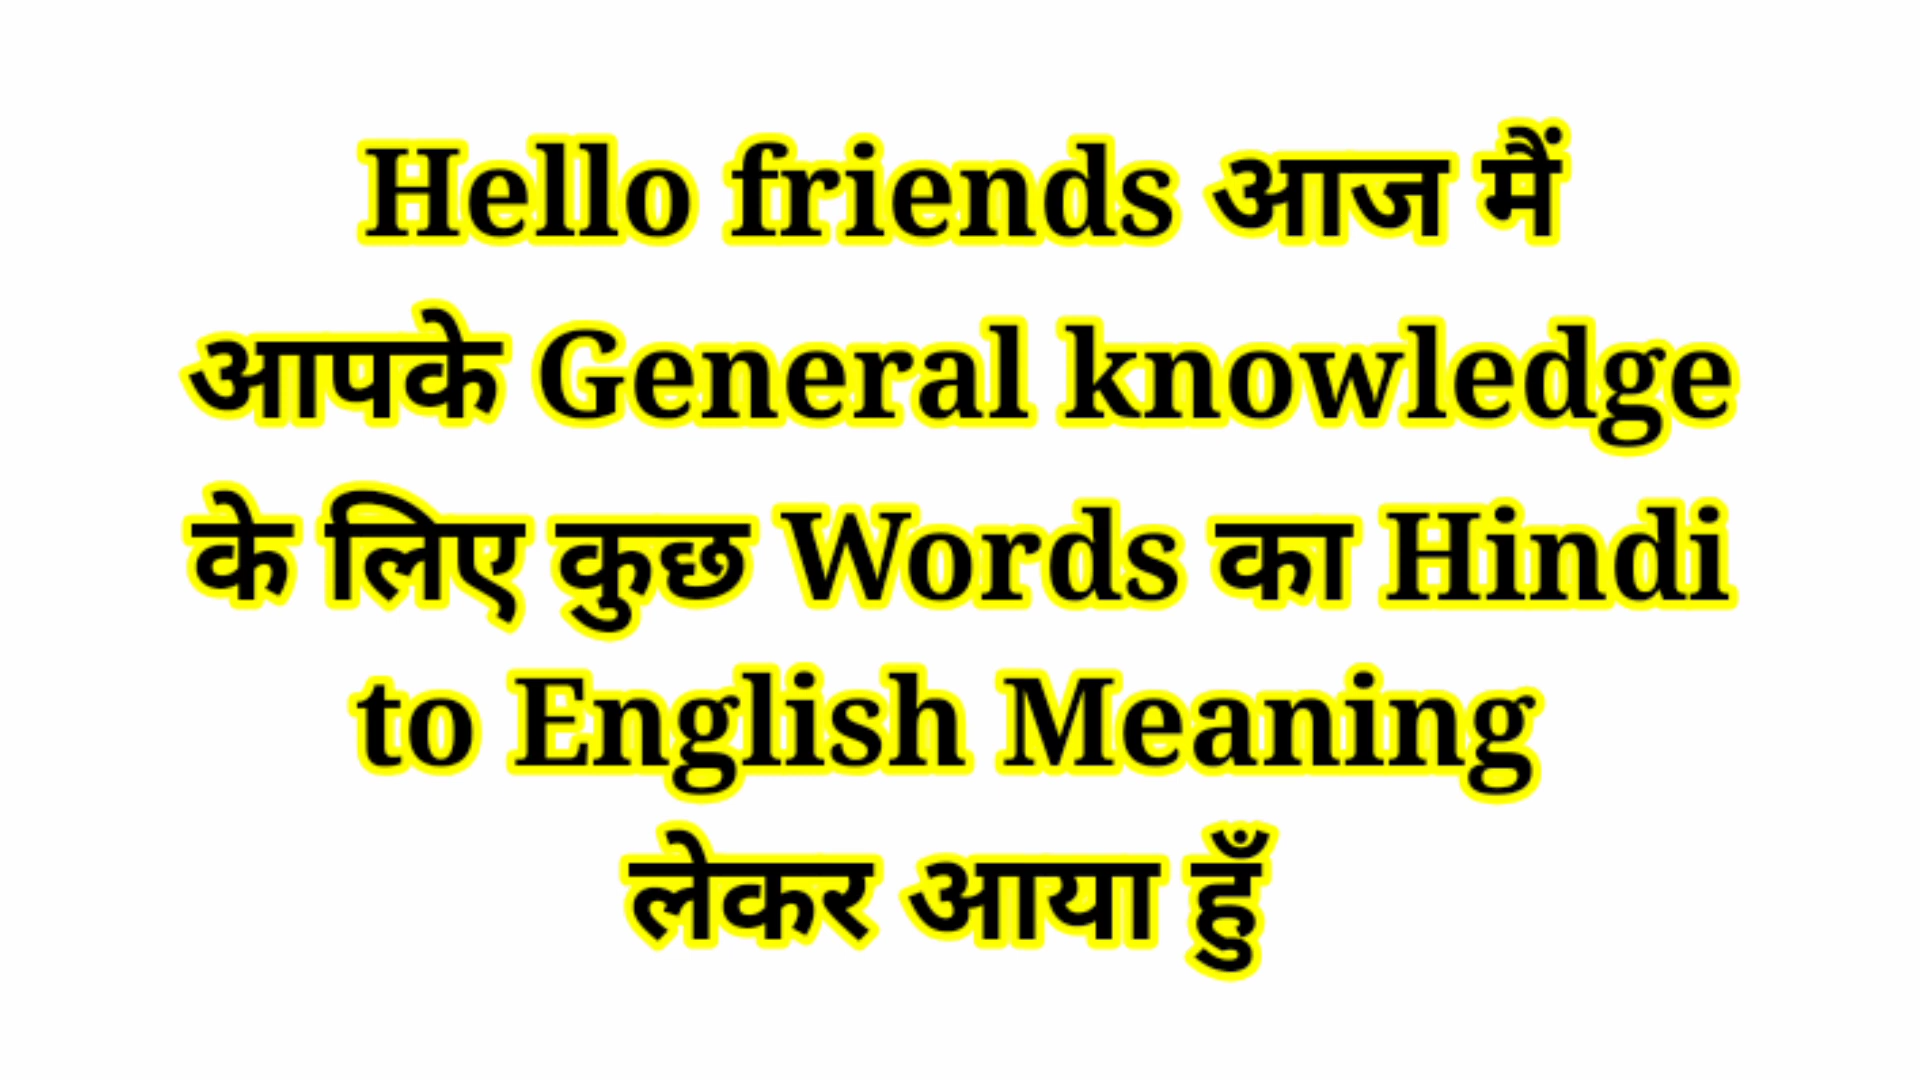 Hello friends आज मैं
आपके General knowledge
के लिए कुछ Words का Hindi
to English Meaning
लेकर आया हुँ